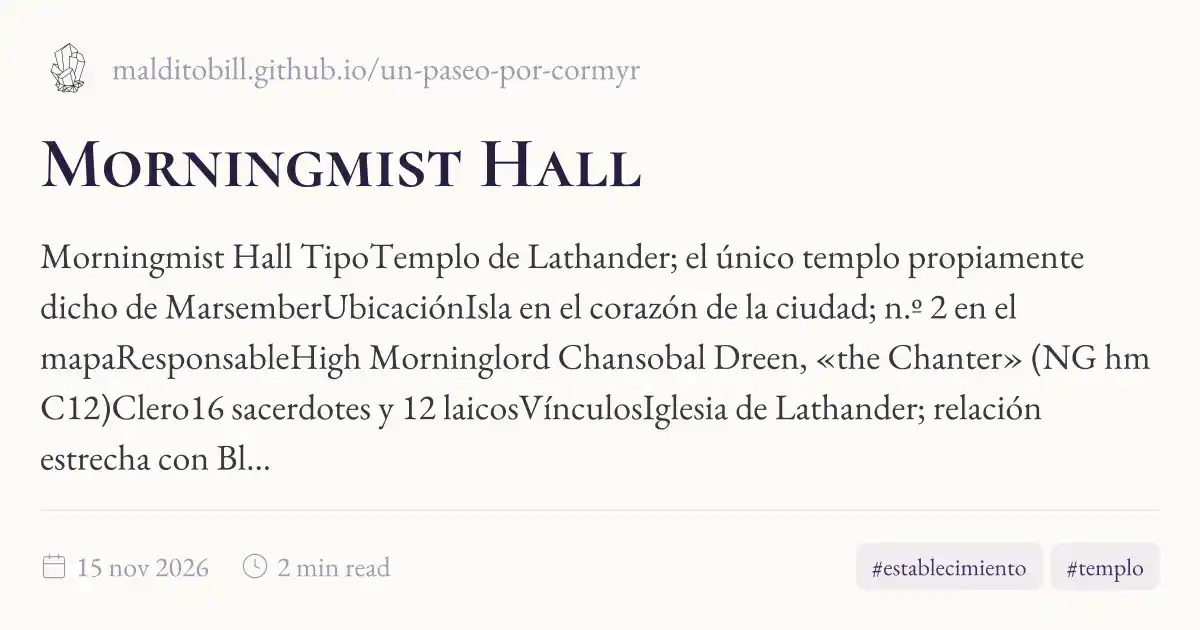 malditobill.github.io/un-paseo-por-cormyr
Morningmist Hall
Morningmist Hall TipoTemplo de Lathander; el único templo propiamente
dicho de MarsemberUbicaciónIsla en el corazón de la ciudad; n.º 2 en el
mapaResponsableHigh Morninglord Chansobal Dreen, «the Chanter» (NG hm
C12)Clero16 sacerdotes y 12 laicosVínculosIglesia de Lathander; relación
estrecha con Bl...
15 nov 2026 2 min read #establecimiento #templo